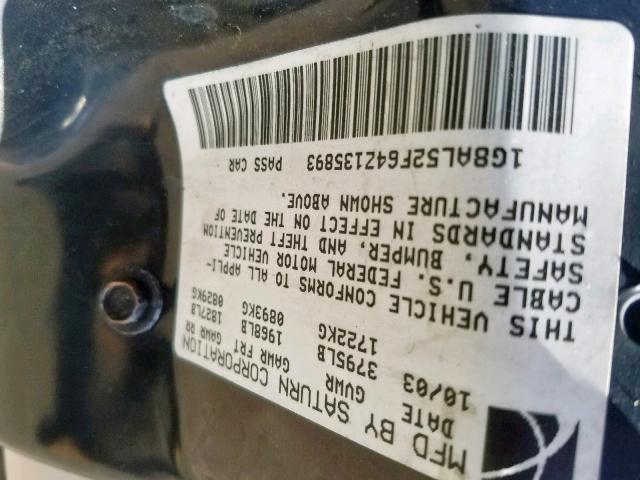 MFD BY SATURN CORPORATION
DATE GVWR GAWR FRT GAWR RR
10/03 3795LB 1968LB 1827LB
1722KG 0893KG 0829KG
THIS VEHICLE CONFORMS TO ALL APPLI-
CABLE U.S. FEDERAL MOTOR VEHICLE
SAFETY, BUMPER, AND THEFT PREVENTION
STANDARDS IN EFFECT ON THE DATE OF
MANUFACTURE SHOWN ABOVE.
1G8AL52F64Z135893 PASS CAR